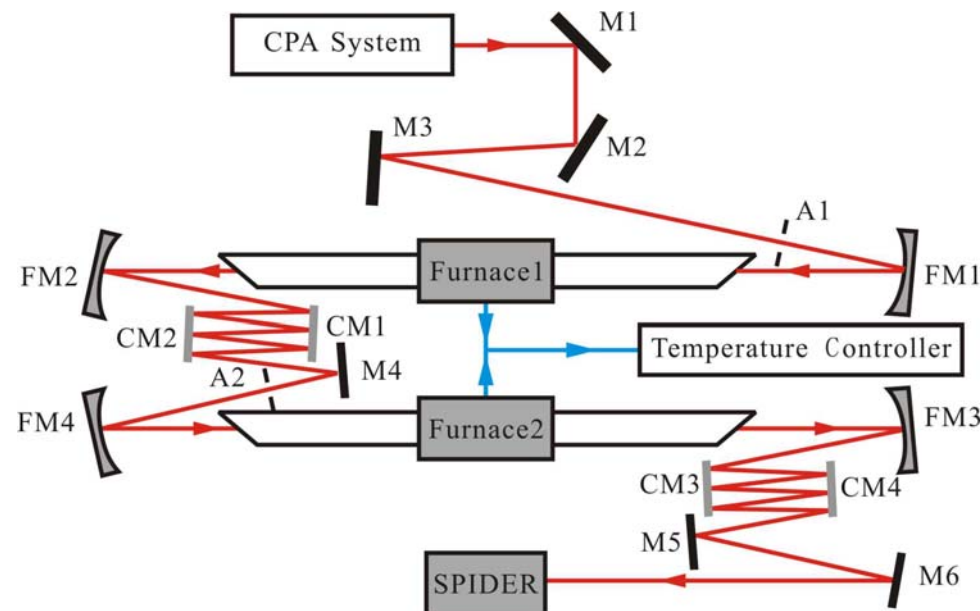 CPA System
M1
M3
M2
A1
FM2
Furnace1
FM1
CM2
CM1
Temperature Controller
A2
M4
FM4
Furnace2
FM3
CM3
CM4
M5
SPIDER
M6